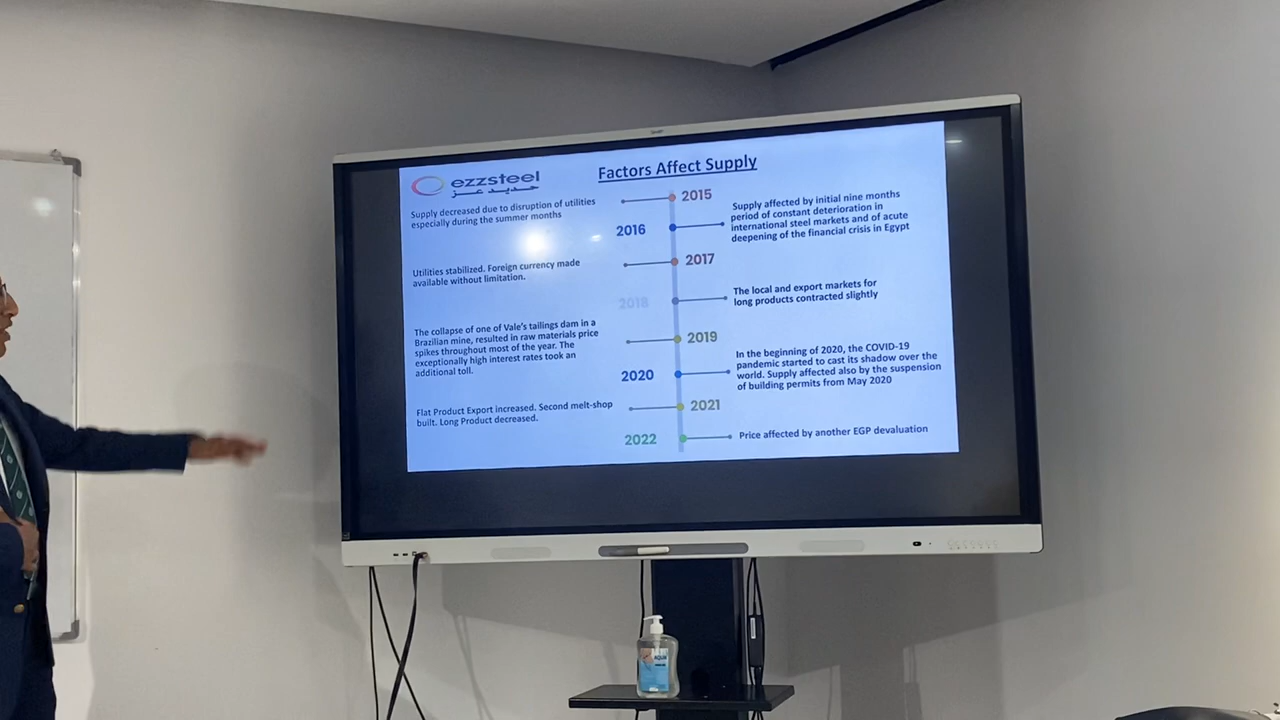 Factors Affect Supply
ezzsteel
حديد عز
Supply decreased due to disruption of utilities
especially during the summer months
2015
2016
Supply affected by initial nine months
period of constant deterioration in
international steel markets and of acute
deepening of the financial crisis in Egypt
Utilities stabilized. Foreign currency made
available without limitation.
2017
2018
The local and export markets for
long products contracted slightly
The collapse of one of Vale's tailings dam in a
Brazilian mine, resulted in raw materials price
spikes throughout most of the year. The
exceptionally high interest rates took an
additional toll.
2019
2020
In the beginning of 2020, the COVID-19
pandemic started to cast its shadow over the
world. Supply affected also by the suspension
of building permits from May 2020
Flat Product Export increased. Second melt-shop
built. Long Product decreased.
2021
2022
Price affected by another EGP devaluation